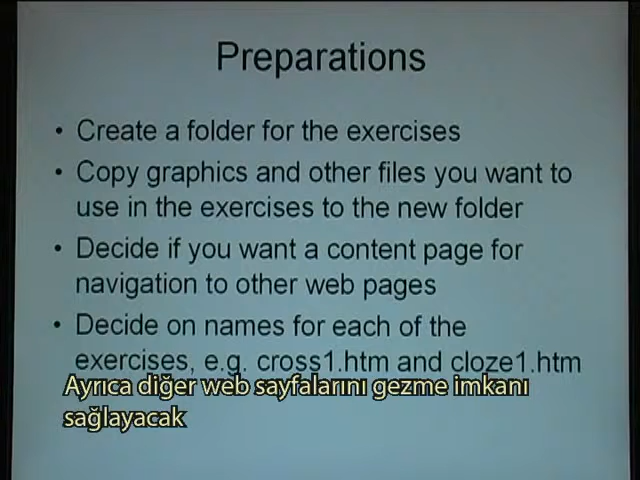 Preparations
• Create a folder for the exercises
• Copy graphics and other files you want to
use in the exercises to the new folder
• Decide if you want a content page for
navigation to other web pages
• Decide on names for each of the
exercises, e.g. cross1.htm and cloze1.htm
Ayrıca diğer web sayfalarını gezme imkanı
sağlayacak